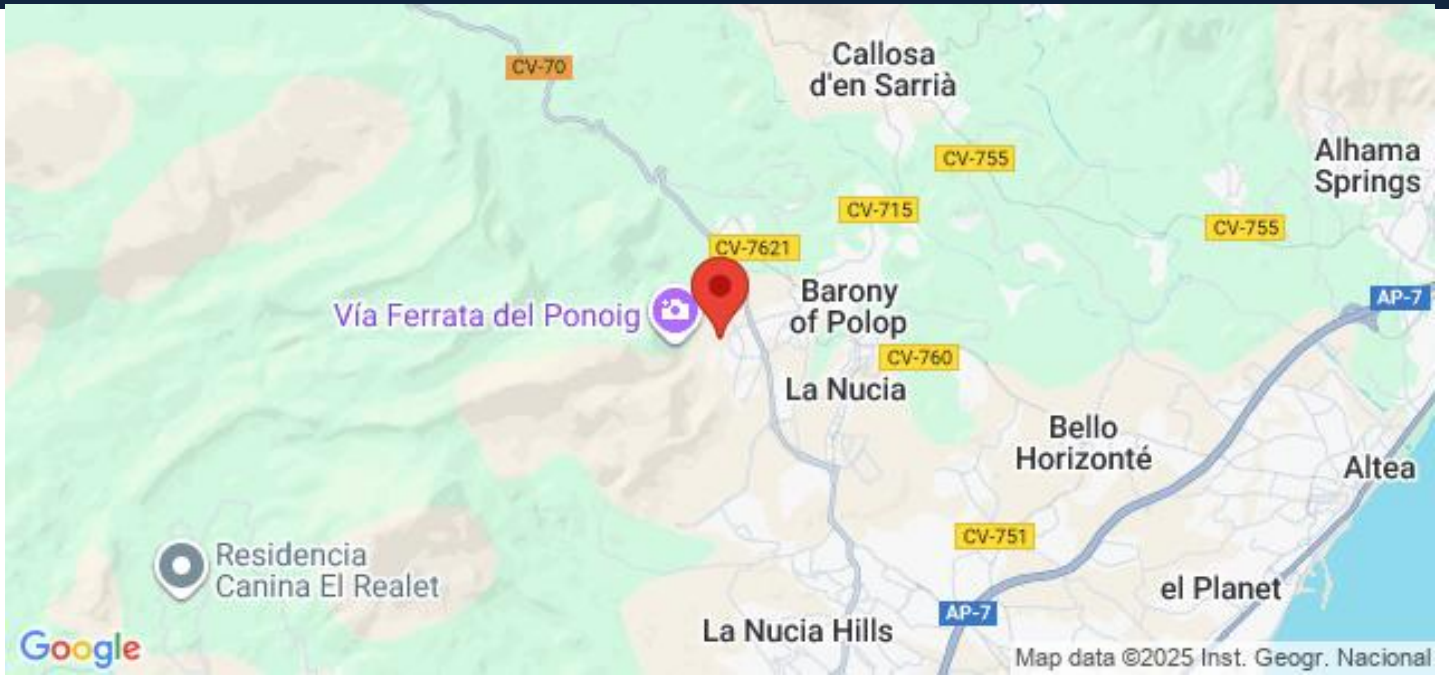 Callosa
d'en Sarrià
CV-70
Alhama
Springs
CV-755
CV-715
CV-755
CV-7621
Barony
of Polop
AP-7
Vía Ferrata del Ponoig
CV-760
La Nucia
Bello
Horizonté
Altea
CV-751
Residencia
Canina El Realet
el Planet
AP-7
La Nucia Hills
Google
Map data ©2025 Inst. Geogr. Nacional